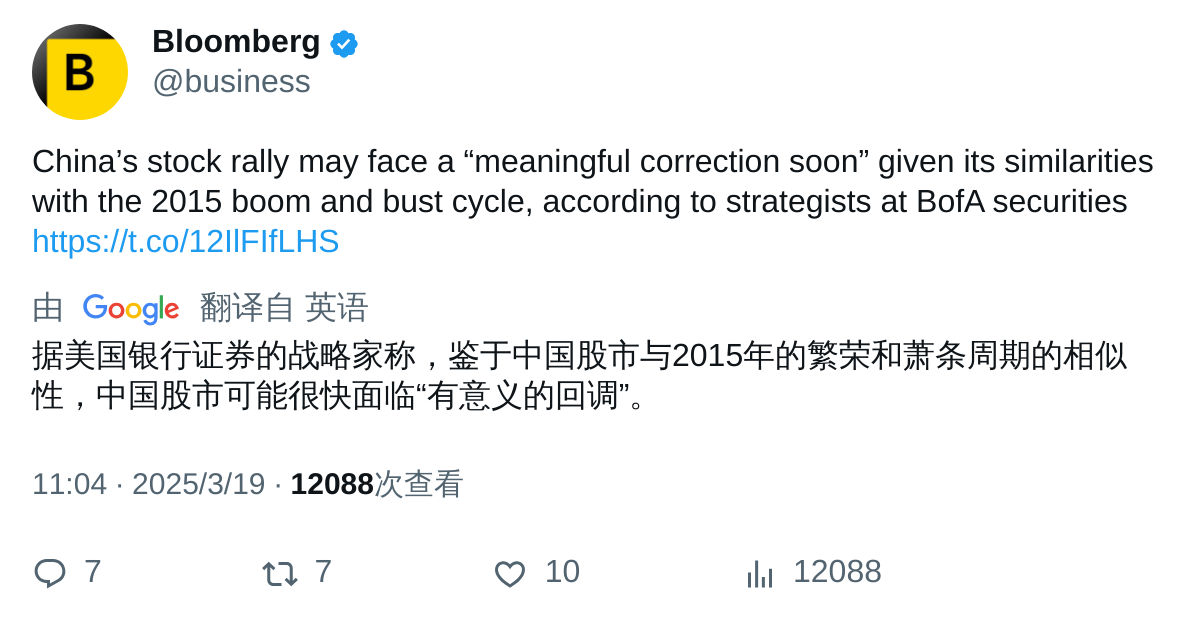 B
Bloomberg
@business
China’s stock rally may face a “meaningful correction soon” given its similarities
with the 2015 boom and bust cycle, according to strategists at BofA securities
https://t.co/12IlFIfLHS
由 Google 翻译自 英语
据美国银行证券的战略家称，鉴于中国股市与2015年的繁荣和萧条周期的相似
性，中国股市可能很快面临“有意义的回调”。
11:04 · 2025/3/19 · 12088次查看
7 7 10 12088